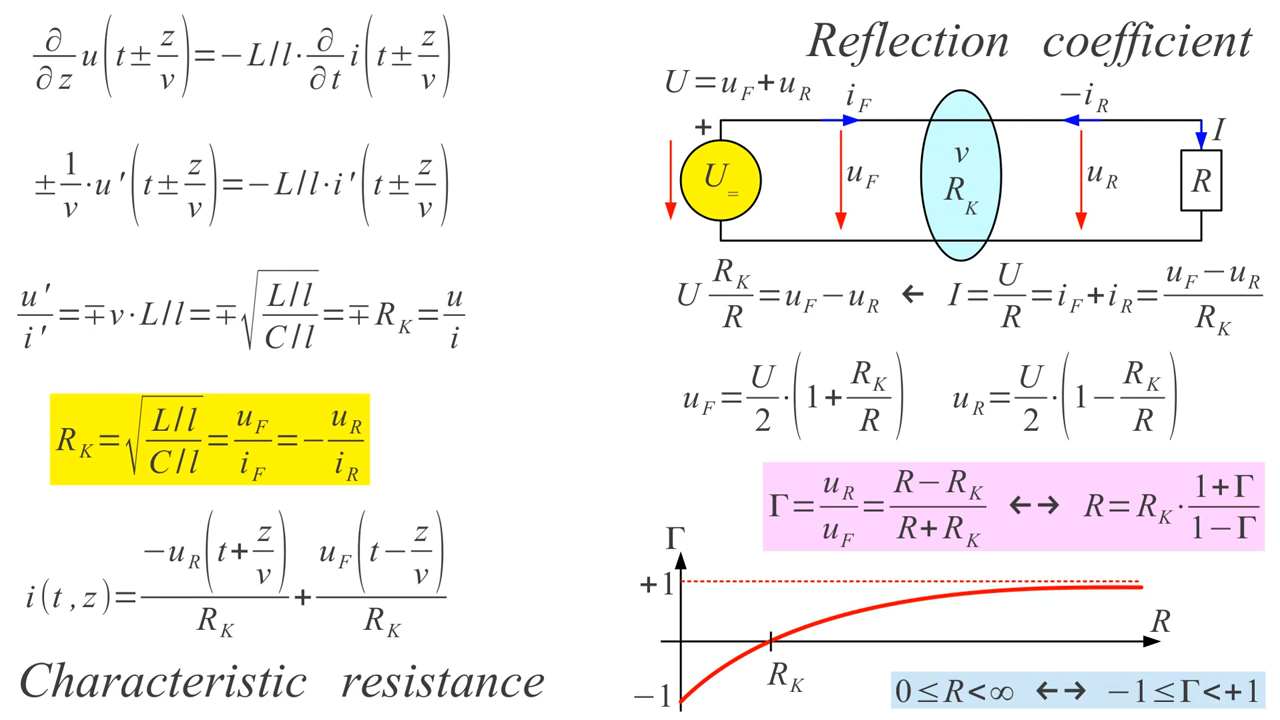 ∂/∂z u(t±z/v)=−L/l·∂/∂t i(t±z/v)
±1/v·u'(t±z/v)=−L/l·i'(t±z/v)
u'/i'=∓v·L/l=∓√((L/l)/(C/l))=∓R_K=u/i
R_K=√((L/l)/(C/l))=u_F/i_F=−u_R/i_R
i(t,z)=−u_R(t+z/v)/R_K+u_F(t−z/v)/R_K
Characteristic resistance
Reflection coefficient
U=u_F+u_R
i_F
−i_R
+
I
U_=
u_F
v
R_K
u_R
R
U R_K/R=u_F−u_R ← I=U/R=i_F+i_R=(u_F−u_R)/R_K
u_F=U/2·(1+R_K/R) u_R=U/2·(1−R_K/R)
Γ=u_R/u_F=(R−R_K)/(R+R_K) ↔ R=R_K·(1+Γ)/(1−Γ)
Γ
+1
R
R_K
−1
0≤R<∞ ↔ −1≤Γ<+1